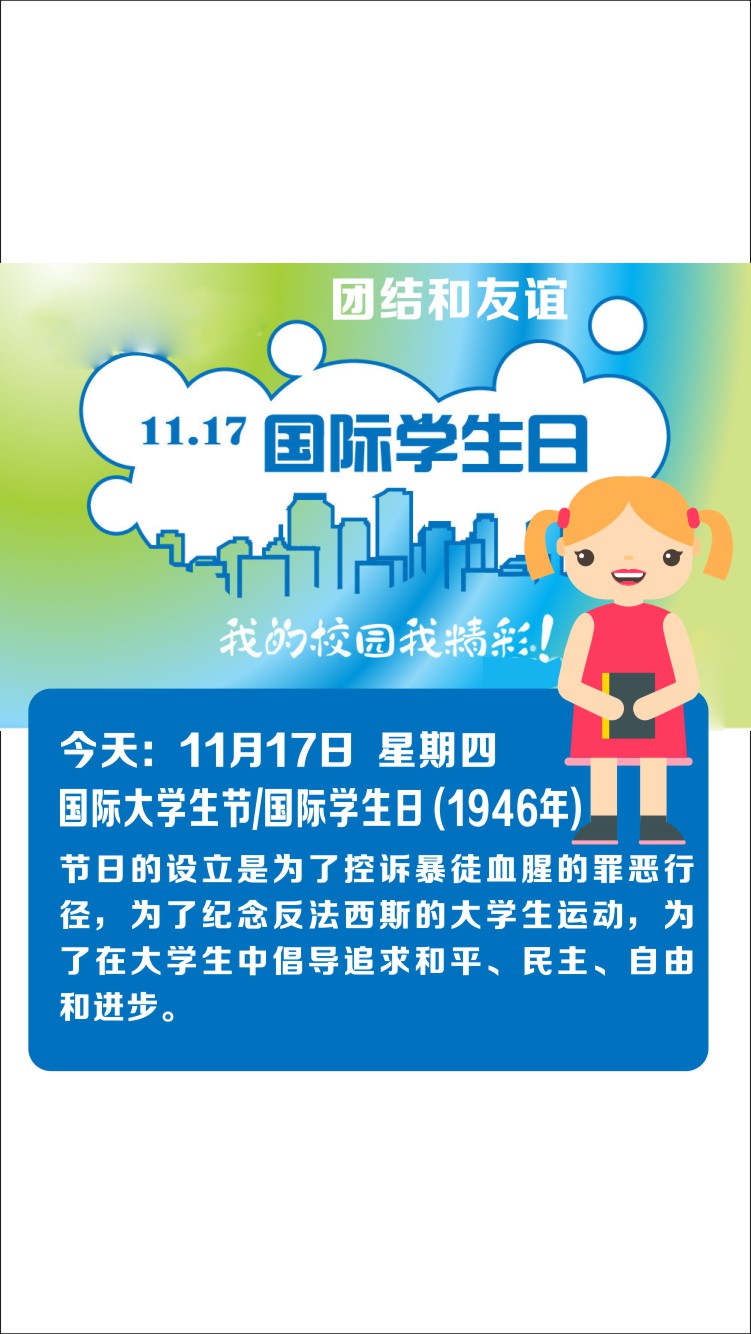 团结和友谊
11.17 国际学生日
我的校园我精彩!
今天：11月17日 星期四
国际大学生节/国际学生日(1946年)
节日的设立是为了控诉暴徒血腥的罪恶行
径，为了纪念反法西斯的大学生运动，为
了在大学生中倡导追求和平、民主、自由
和进步。